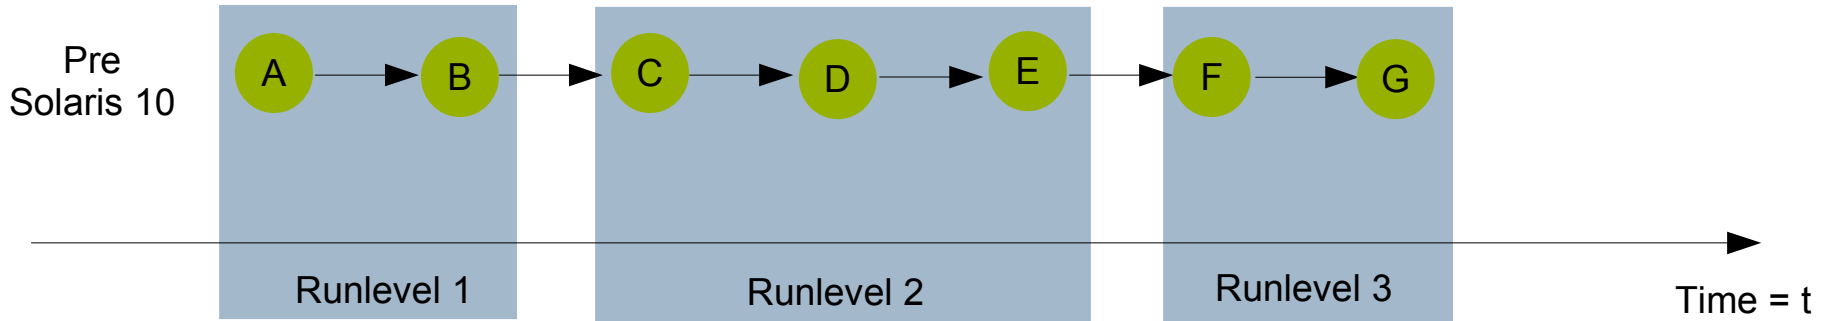 Pre
Solaris 10
A
B
C
D
E
F
G
Runlevel 1
Runlevel 2
Runlevel 3
Time = t